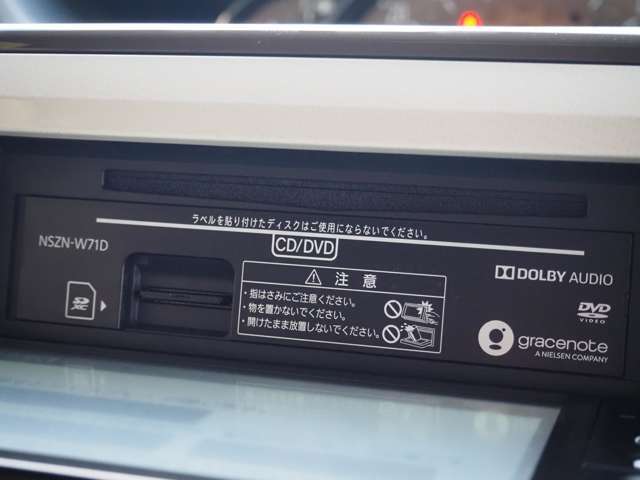 ラベルを貼り付けたディスクはご使用にならないでください。
CD/DVD
NSZN-W71D
SD
XC
⚠ 注 意
・指はさみにご注意ください。
・物を置かないでください。
・開けたまま放置しないでください。
DOLBY AUDIO
DVD
VIDEO
gracenote
A NIELSEN COMPANY